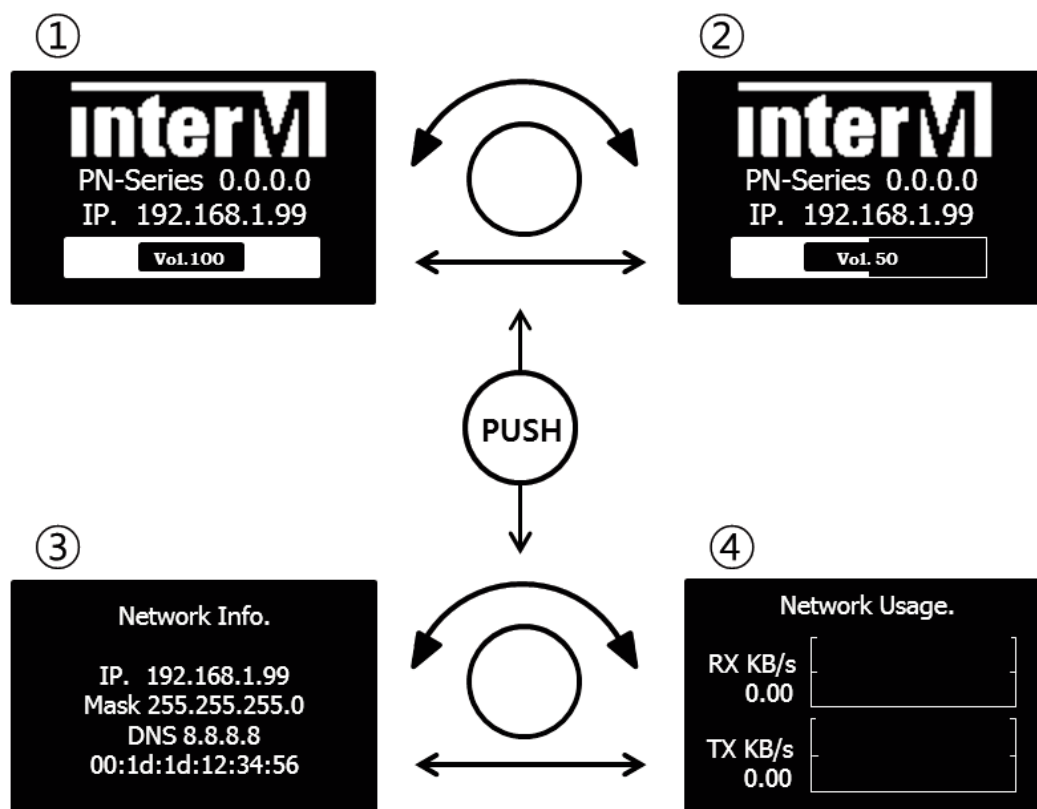 ①
inter M
PN-Series 0.0.0.0
IP. 192.168.1.99
Vol.100
②
inter M
PN-Series 0.0.0.0
IP. 192.168.1.99
Vol. 50
PUSH
③
Network Info.
IP. 192.168.1.99
Mask 255.255.255.0
DNS 8.8.8.8
00:1d:1d:12:34:56
④
Network Usage.
RX KB/s
0.00
TX KB/s
0.00